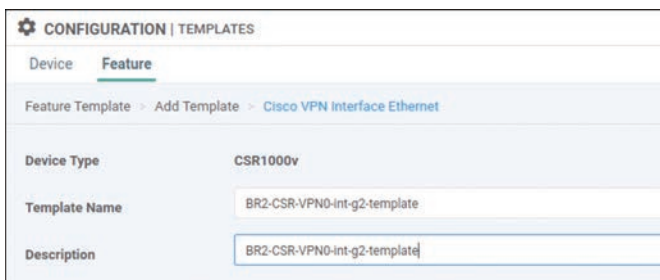 CONFIGURATION | TEMPLATES
Device Feature
Feature Template > Add Template > Cisco VPN Interface Ethernet
Device Type CSR1000v
Template Name BR2-CSR-VPN0-int-g2-template
Description BR2-CSR-VPN0-int-g2-template